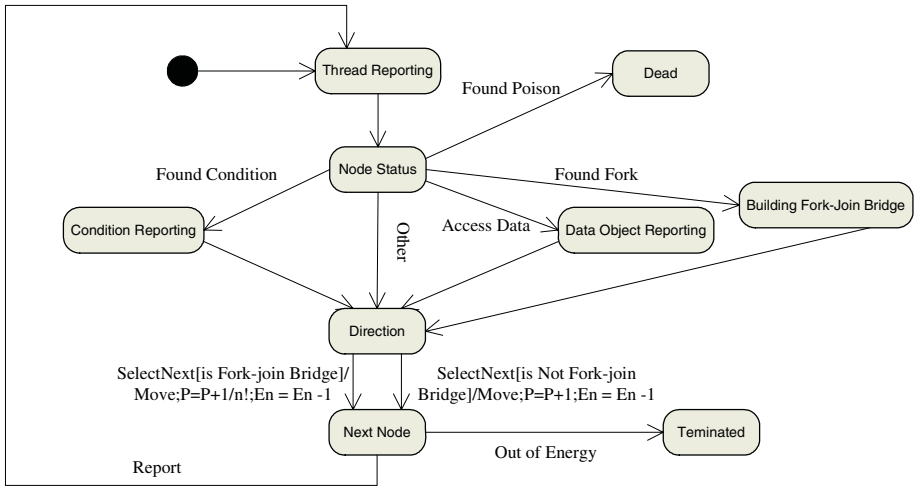 Thread Reporting
Dead
Found Poison
Node Status
Found Condition
Found Fork
Building Fork-Join Bridge
Condition Reporting
Other
Access Data
Data Object Reporting
Direction
SelectNext[is Fork-join Bridge]/
Move;P=P+1/n!;En = En -1
SelectNext[is Not Fork-join
Bridge]/Move;P=P+1;En = En -1
Next Node
Teminated
Out of Energy
Report